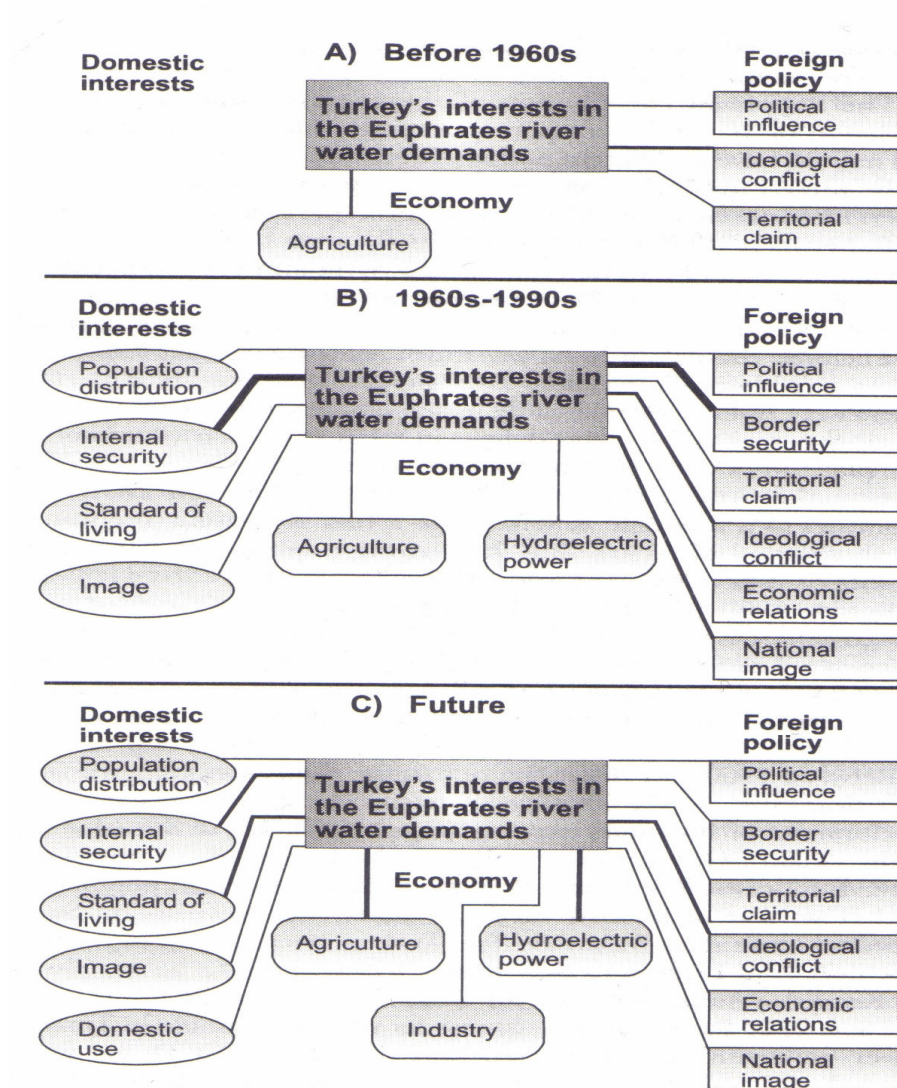 A) Before 1960s
Domestic
interests
Foreign
policy
Turkey's interests in
the Euphrates river
water demands
Political
influence
Ideological
conflict
Territorial
claim
Economy
Agriculture
B) 1960s-1990s
Domestic
interests
Foreign
policy
Population
distribution
Internal
security
Standard of
living
Image
Turkey's interests in
the Euphrates river
water demands
Economy
Agriculture
Hydroelectric
power
Political
influence
Border
security
Territorial
claim
Ideological
conflict
Economic
relations
National
image
C) Future
Domestic
interests
Foreign
policy
Population
distribution
Internal
security
Standard of
living
Image
Domestic
use
Turkey's interests in
the Euphrates river
water demands
Economy
Agriculture
Hydroelectric
power
Industry
Political
influence
Border
security
Territorial
claim
Ideological
conflict
Economic
relations
National
image